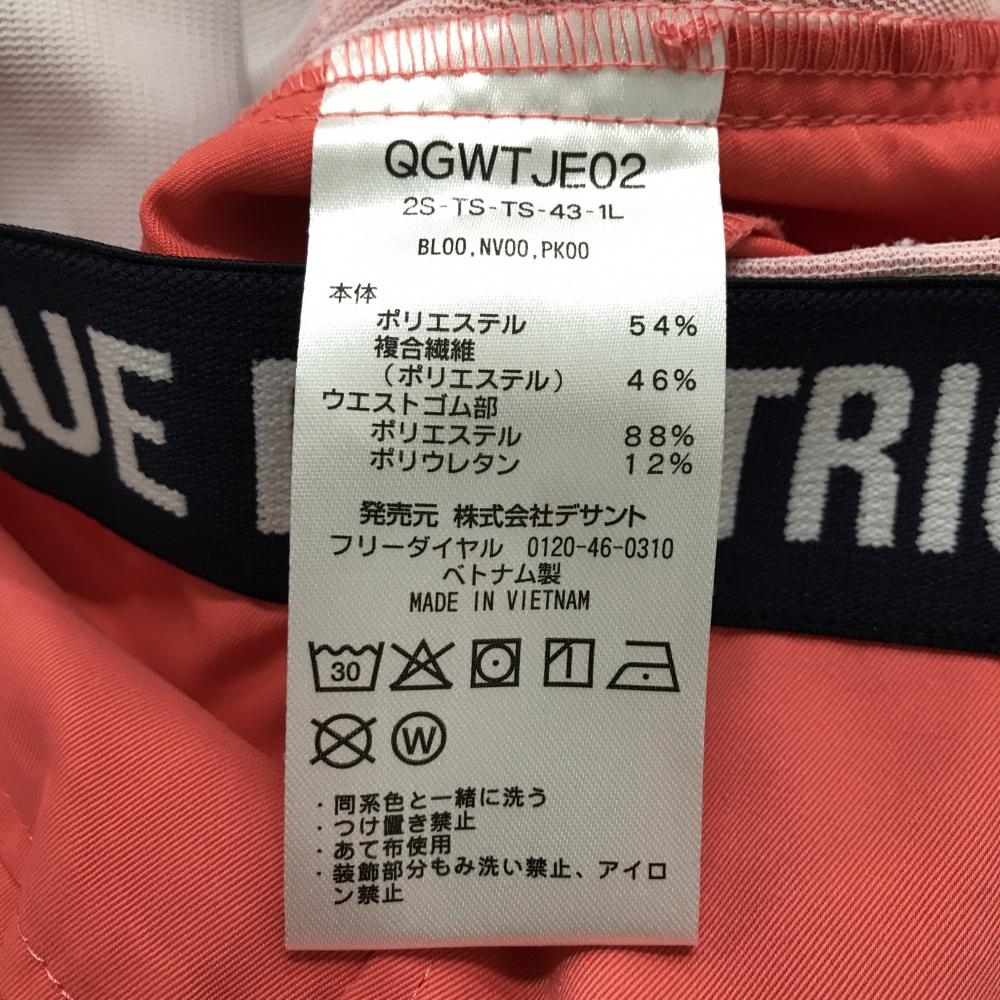 QGWTJE02
2S-TS-TS-43-1L
BL00,NV00,PK00
本体
ポリエステル 54%
複合繊維
(ポリエステル) 46%
ウエストゴム部
ポリエステル 88%
ポリウレタン 12%
発売元 株式会社デサント
フリーダイヤル 0120-46-0310
ベトナム製
MADE IN VIETNAM
30
W
・同系色と一緒に洗う
・つけ置き禁止
・あて布使用
・装飾部分もみ洗い禁止、アイロ
ン禁止
QUE
TRI